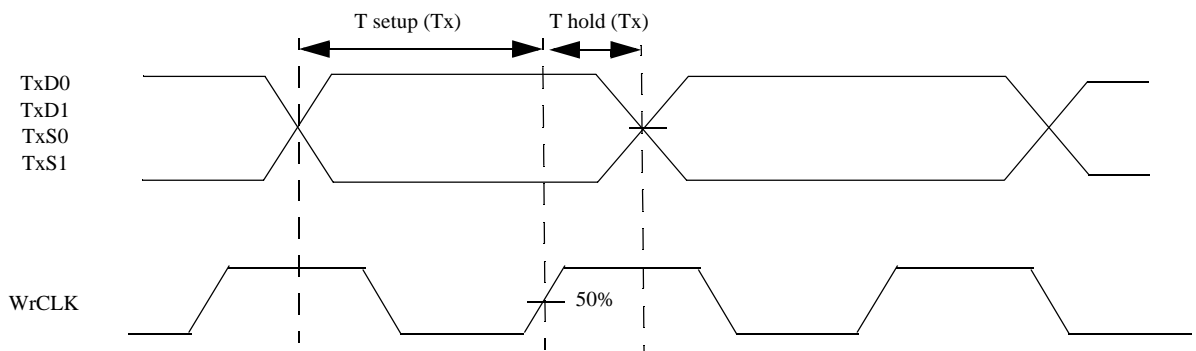 T setup (Tx) T hold (Tx)
TxD0
TxD1
TxS0
TxS1
WrCLK
50%